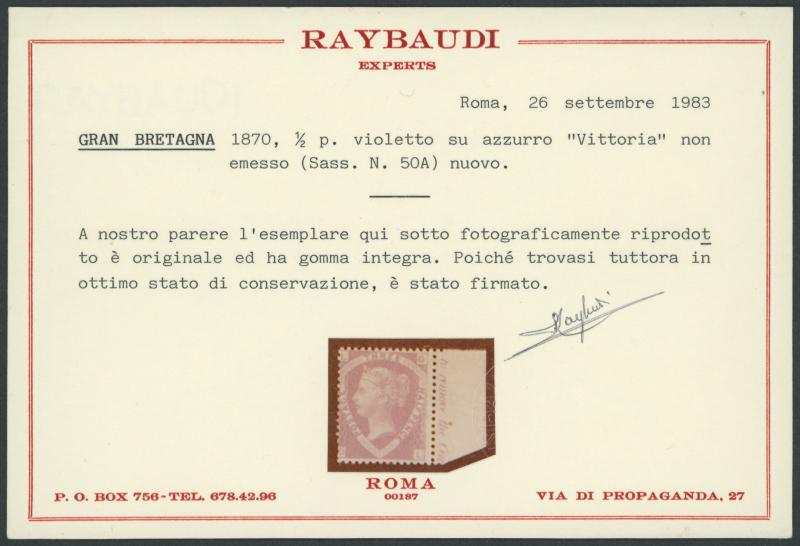 RAYBAUDI
EXPERTS
Roma, 26 settembre 1983
GRAN BRETAGNA 1870, ½ p. violetto su azzurro "Vittoria" non
emesso (Sass. N. 50A) nuovo.
A nostro parere l'esemplare qui sotto fotograficamente riprodot
to è originale ed ha gomma integra. Poiché trovasi tuttora in
ottimo stato di conservazione, è stato firmato.
THREE
HALFPENCE
ROMA
00187
P. O. BOX 756-TEL. 678.42.96
VIA DI PROPAGANDA, 27